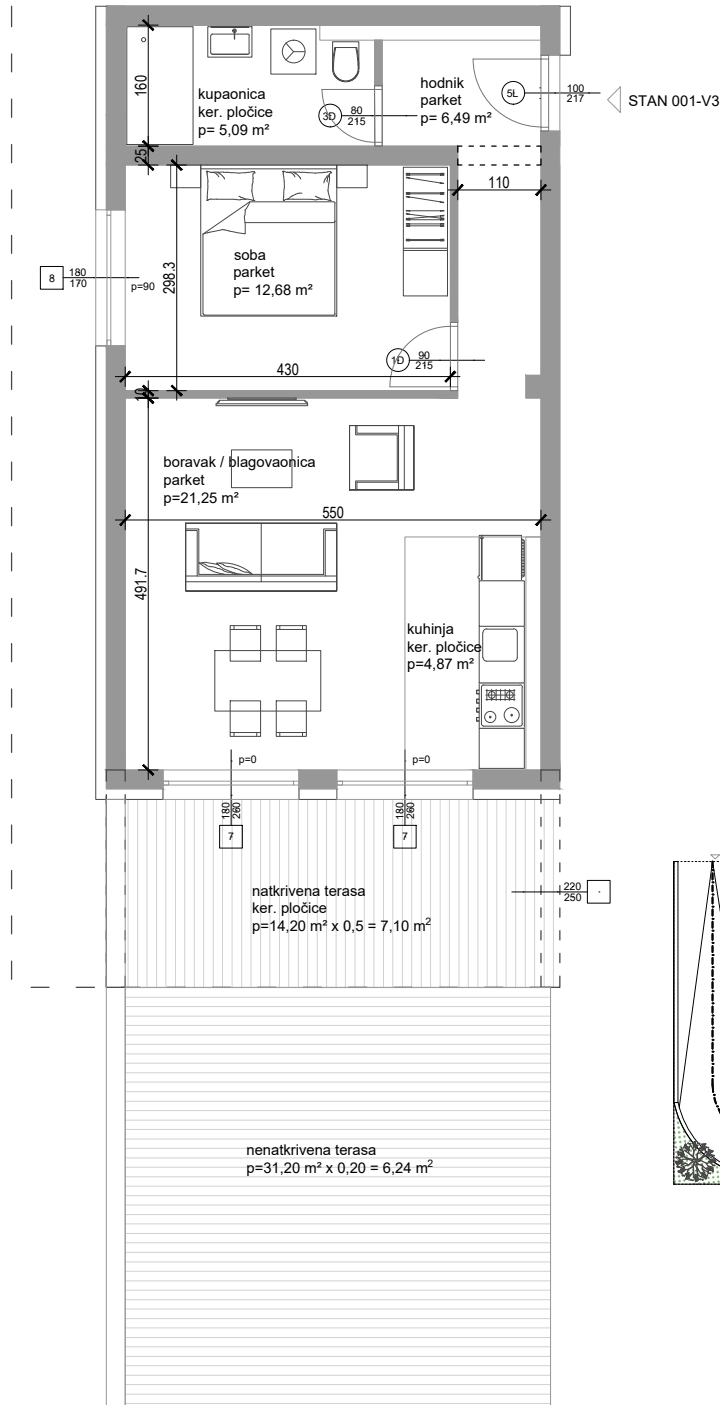 160
kupaonica
ker. pločice
p= 5,09 m²
3D
80
215
hodnik
parket
p= 6,49 m²
5L
100
217
STAN 001-V3
25
110
8
180
170
p=90
298.3
soba
parket
p= 12,68 m²
1D
90
215
430
10
boravak / blagovaonica
parket
p=21,25 m²
550
491.7
kuhinja
ker. pločice
p=4,87 m²
p=0
p=0
180
260
7
180
260
7
natkrivena terasa
ker. pločice
p=14,20 m² x 0,5 = 7,10 m²
220
250
nenatkrivena terasa
p=31,20 m² x 0,20 = 6,24 m²